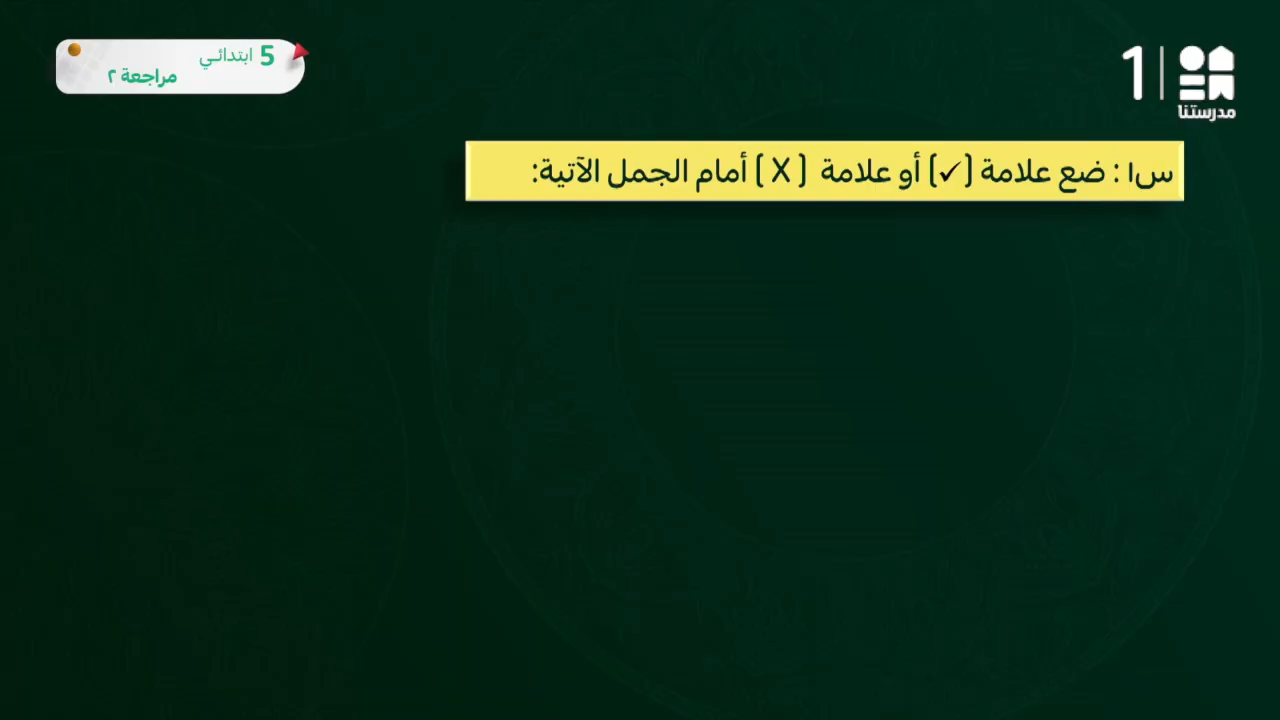 5 ابتدائي
مراجعة ٢
مدرستنا | 1
س١ : ضع علامة (✓) أو علامة ( X ) أمام الجمل الآتية: